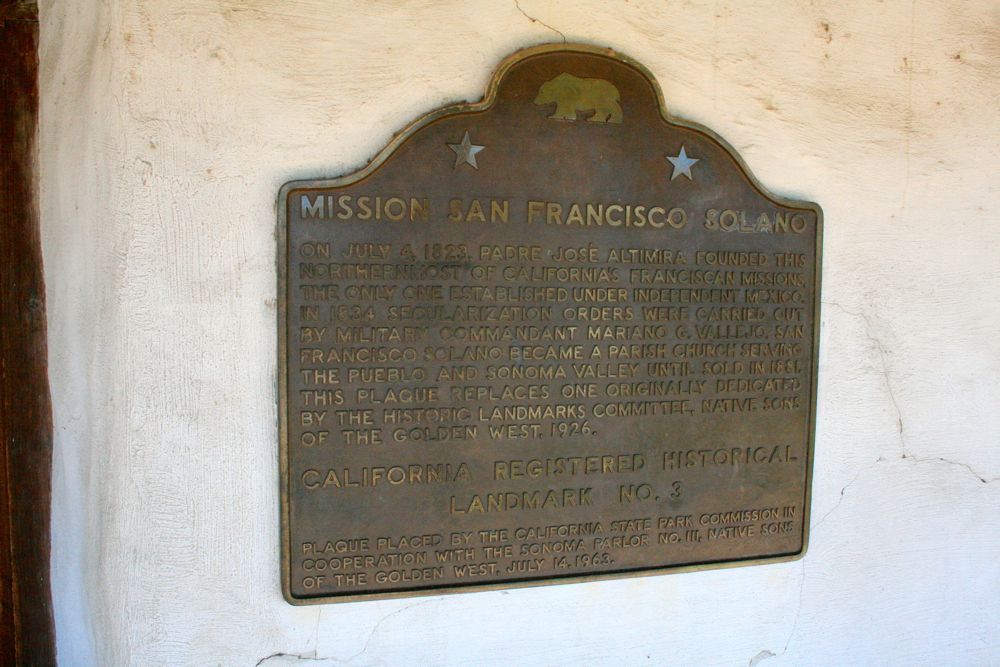 MISSION SAN FRANCISCO SOLANO
ON JULY 4, 1823, PADRE JOSÉ ALTIMIRA FOUNDED THIS
NORTHERNMOST OF CALIFORNIA'S FRANCISCAN MISSIONS,
THE ONLY ONE ESTABLISHED UNDER INDEPENDENT MEXICO.
IN 1834 SECULARIZATION ORDERS WERE CARRIED OUT
BY MILITARY COMMANDANT MARIANO G. VALLEJO. SAN
FRANCISCO SOLANO BECAME A PARISH CHURCH SERVING
THE PUEBLO AND SONOMA VALLEY UNTIL SOLD IN 1881.
THIS PLAQUE REPLACES ONE ORIGINALLY DEDICATED
BY THE HISTORIC LANDMARKS COMMITTEE, NATIVE SONS
OF THE GOLDEN WEST, 1926.
CALIFORNIA REGISTERED HISTORICAL
LANDMARK NO. 3
PLAQUE PLACED BY THE CALIFORNIA STATE PARK COMMISSION IN
COOPERATION WITH THE SONOMA PARLOR NO. 111, NATIVE SONS
OF THE GOLDEN WEST, JULY 14, 1963.